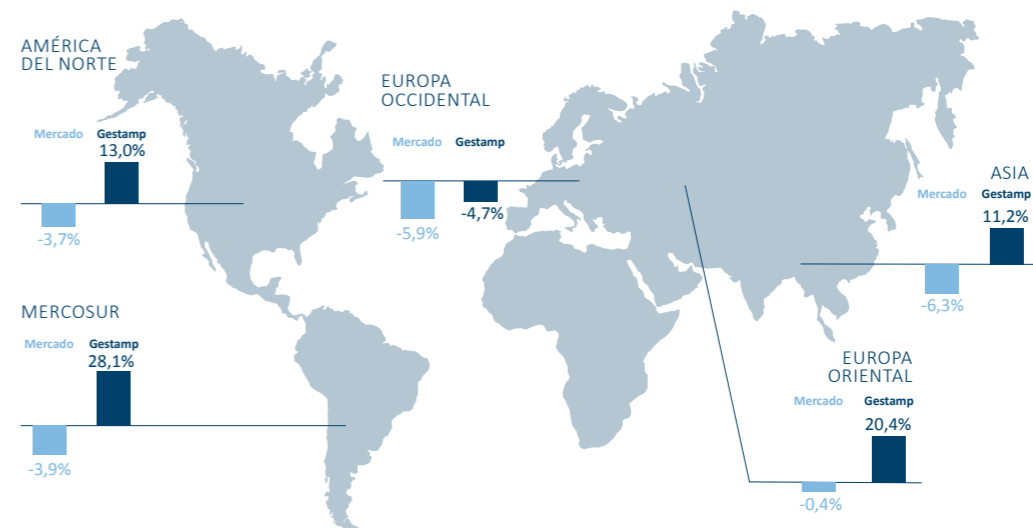 AMÉRICA
DEL NORTE
Mercado Gestamp
13,0%
-3,7%
EUROPA
OCCIDENTAL
Mercado Gestamp
-5,9%
-4,7%
ASIA
Mercado Gestamp
11,2%
-6,3%
MERCOSUR
Mercado Gestamp
28,1%
-3,9%
EUROPA
ORIENTAL
Mercado Gestamp
20,4%
-0,4%